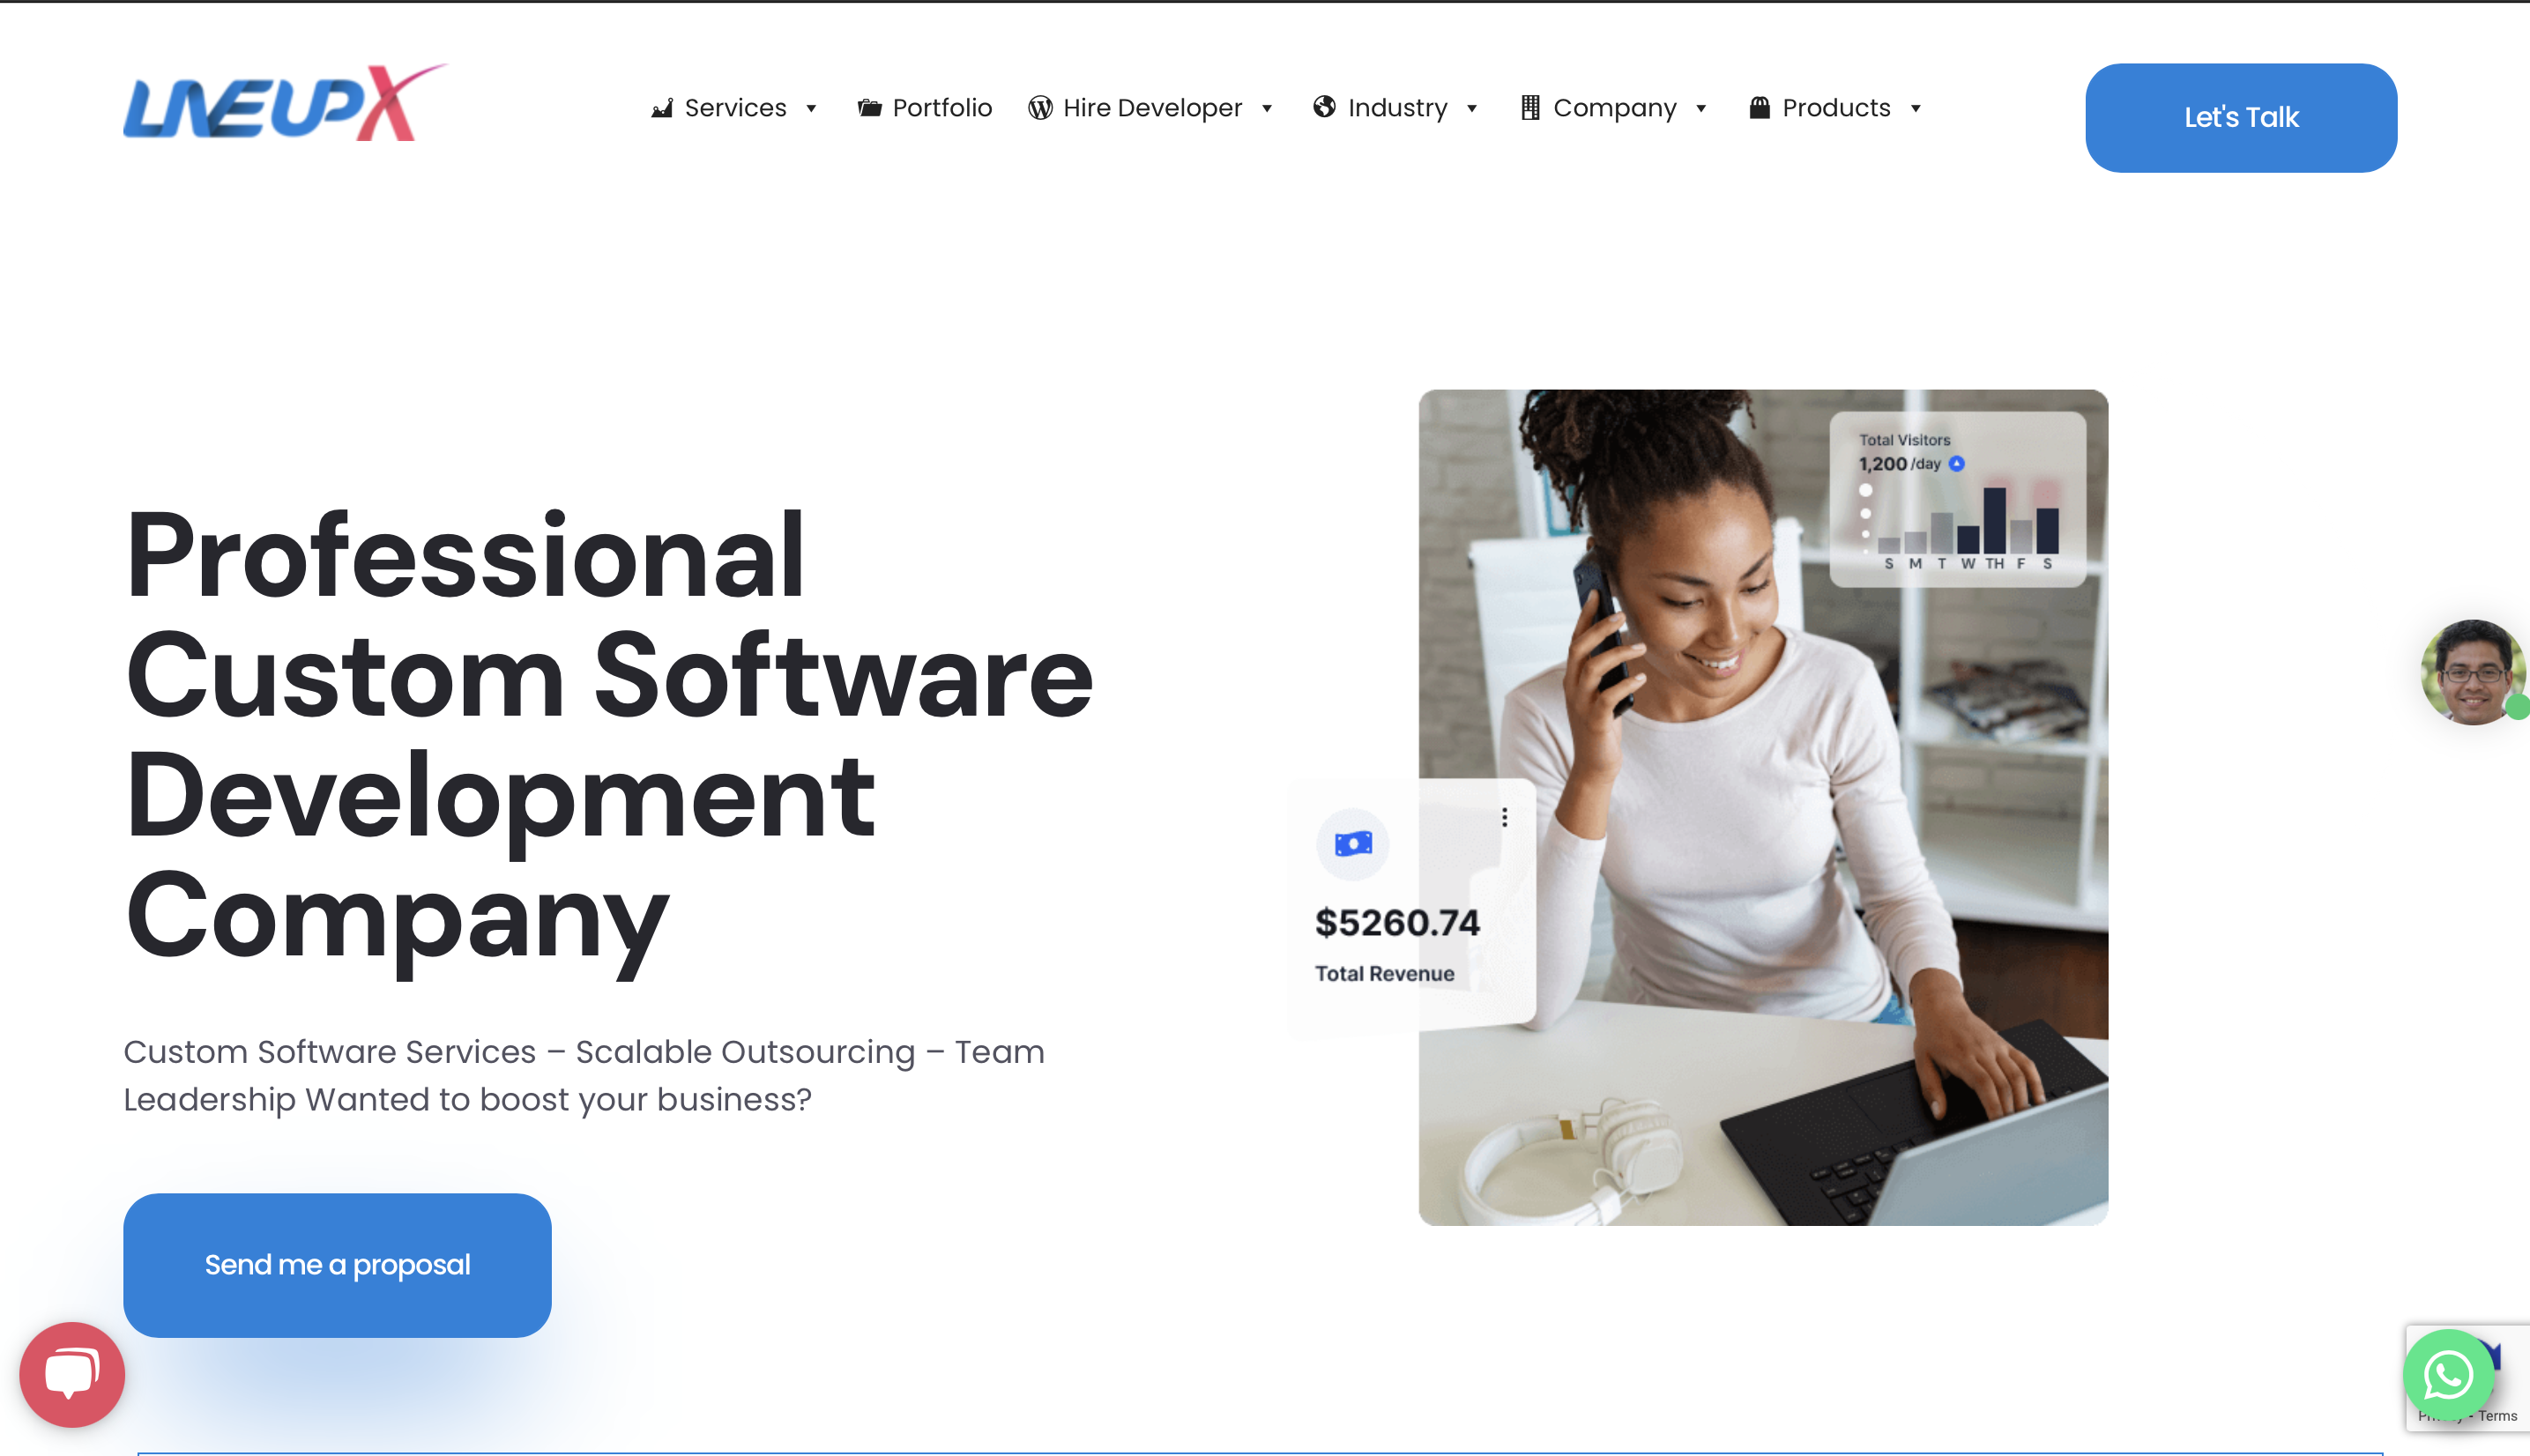 LIVEUPX
Services
Portfolio
Hire Developer
Industry
Company
Products
Let's Talk
Professional
Custom Software
Development
Company
Custom Software Services – Scalable Outsourcing – Team
Leadership Wanted to boost your business?
Send me a proposal
Total Visitors
1,200 /day
S M T W TH F S
$5260.74
Total Revenue
- Terms